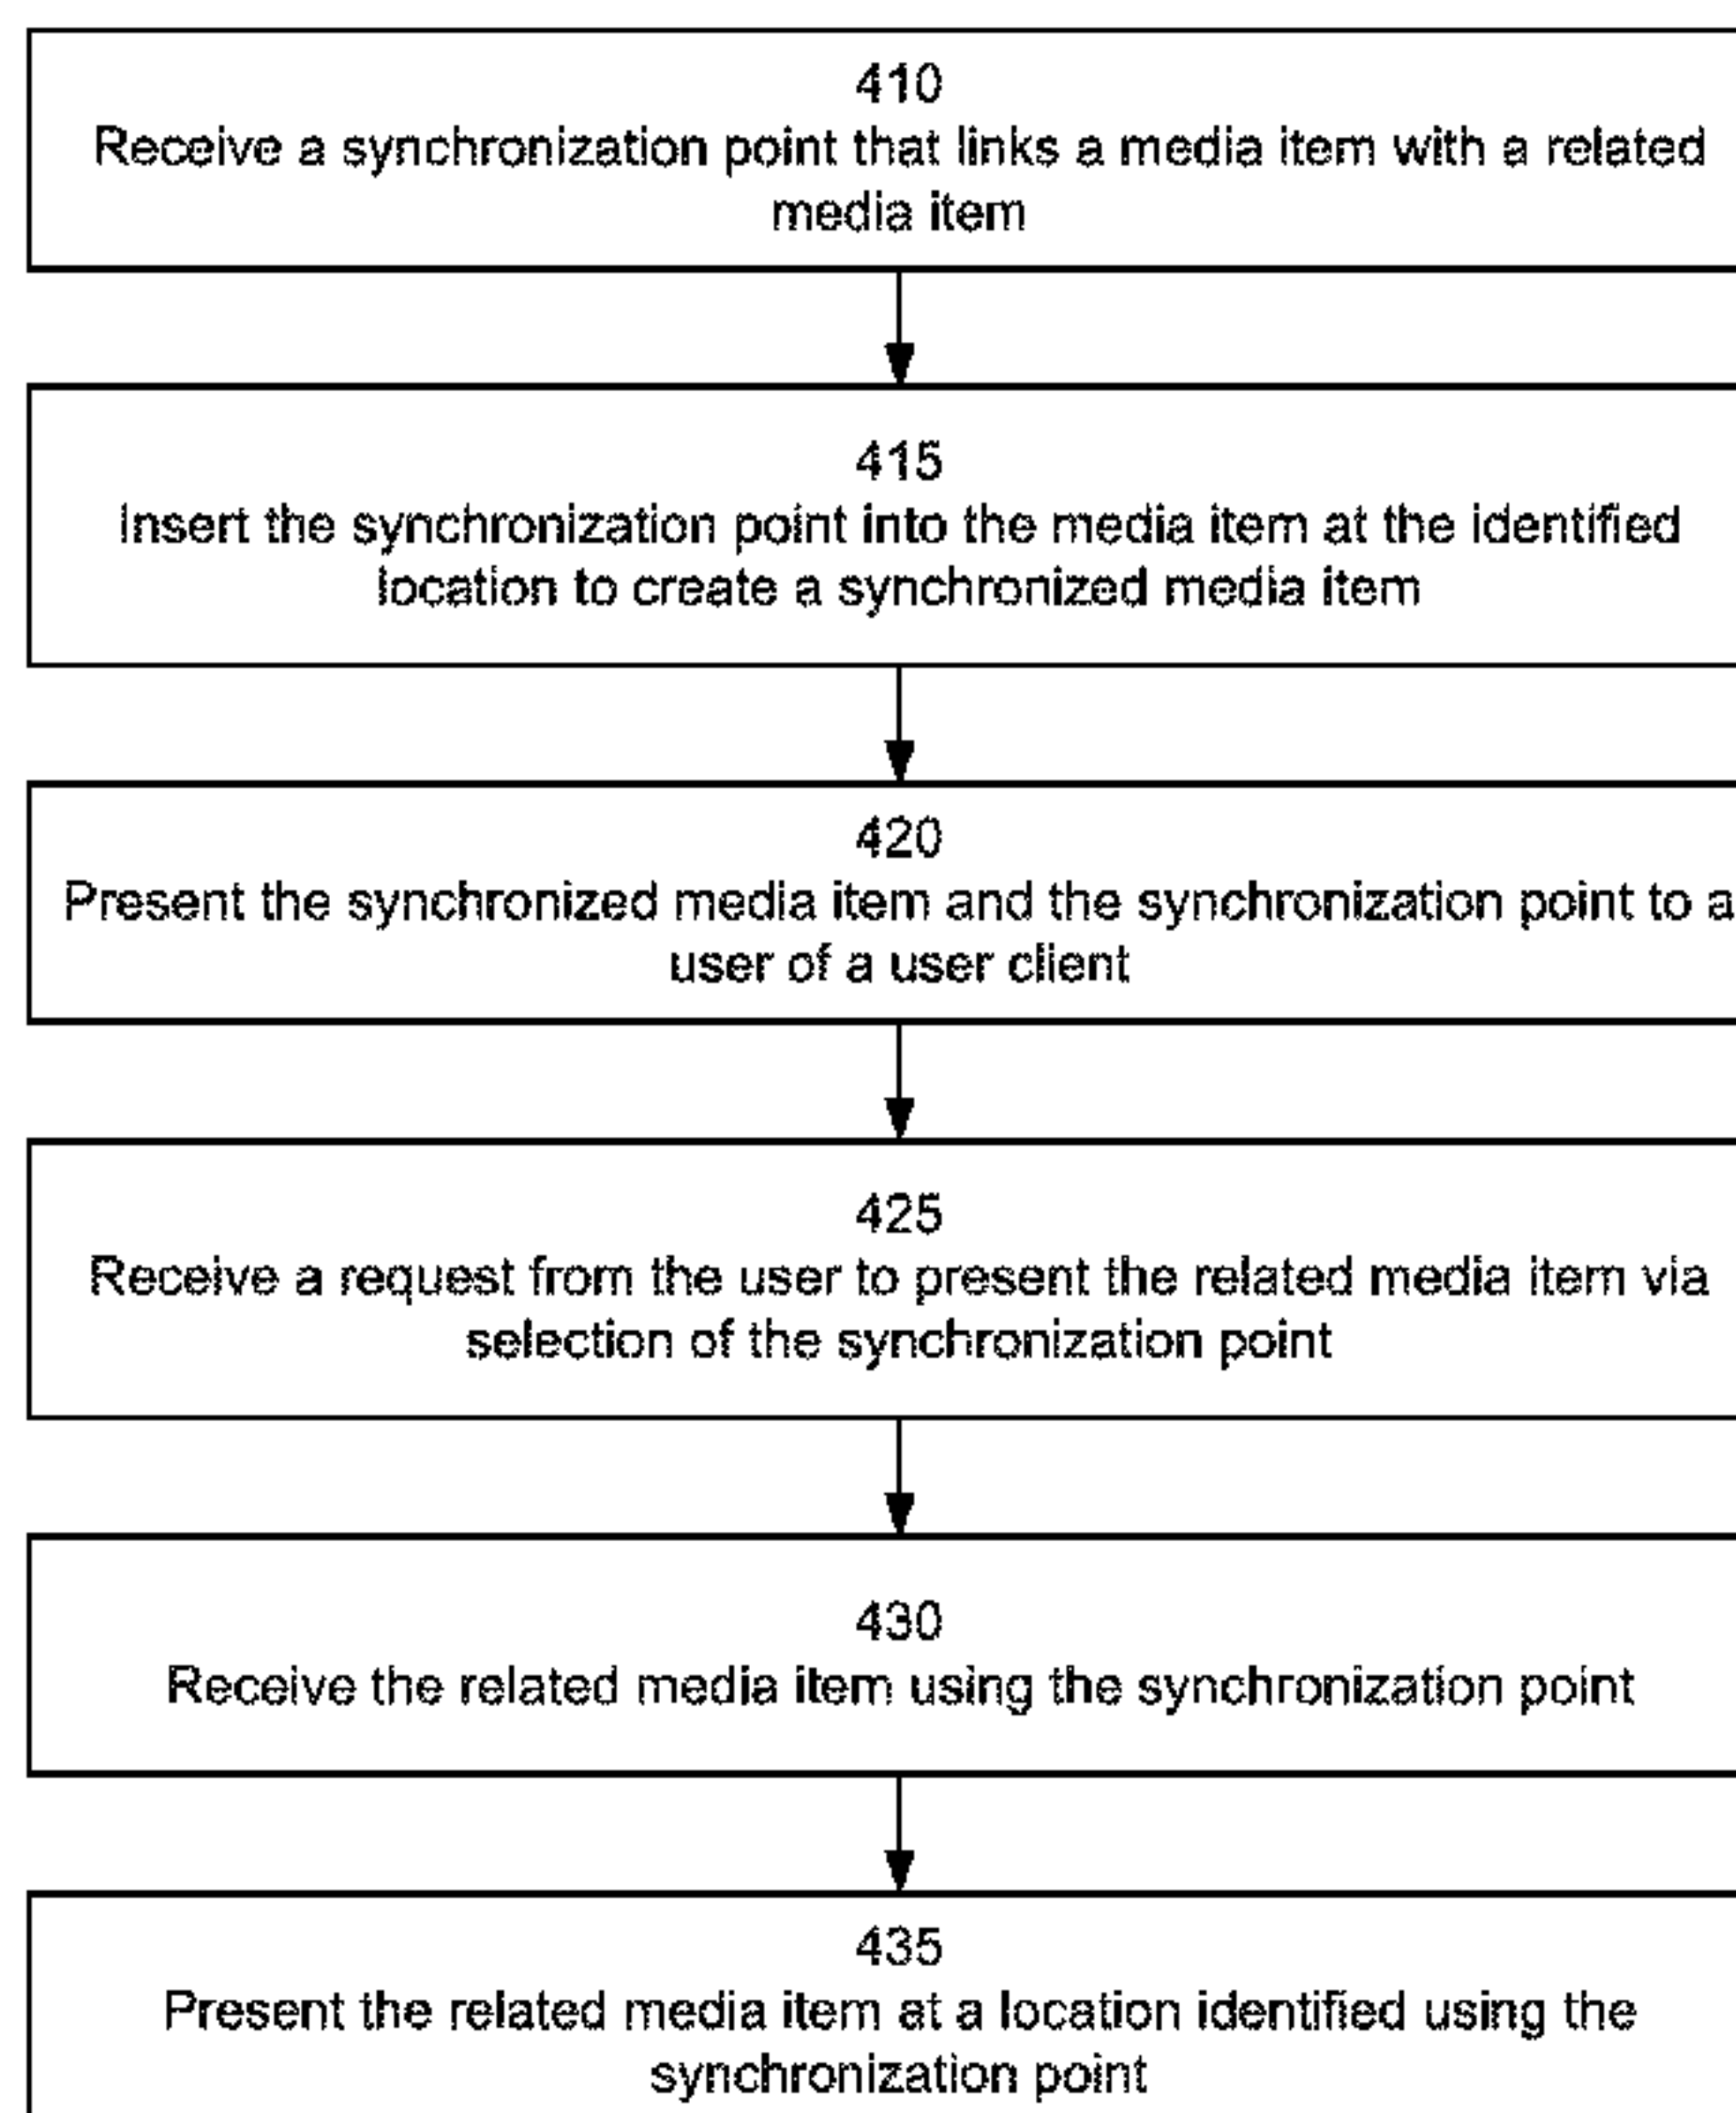 410
Receive a synchronization point that links a media item with a related
media item
415
Insert the synchronization point into the media item at the identified
location to create a synchronized media item
420
Present the synchronized media item and the synchronization point to a
user of a user client
425
Receive a request from the user to present the related media item via
selection of the synchronization point
430
Receive the related media item using the synchronization point
435
Present the related media item at a location identified using the
synchronization point